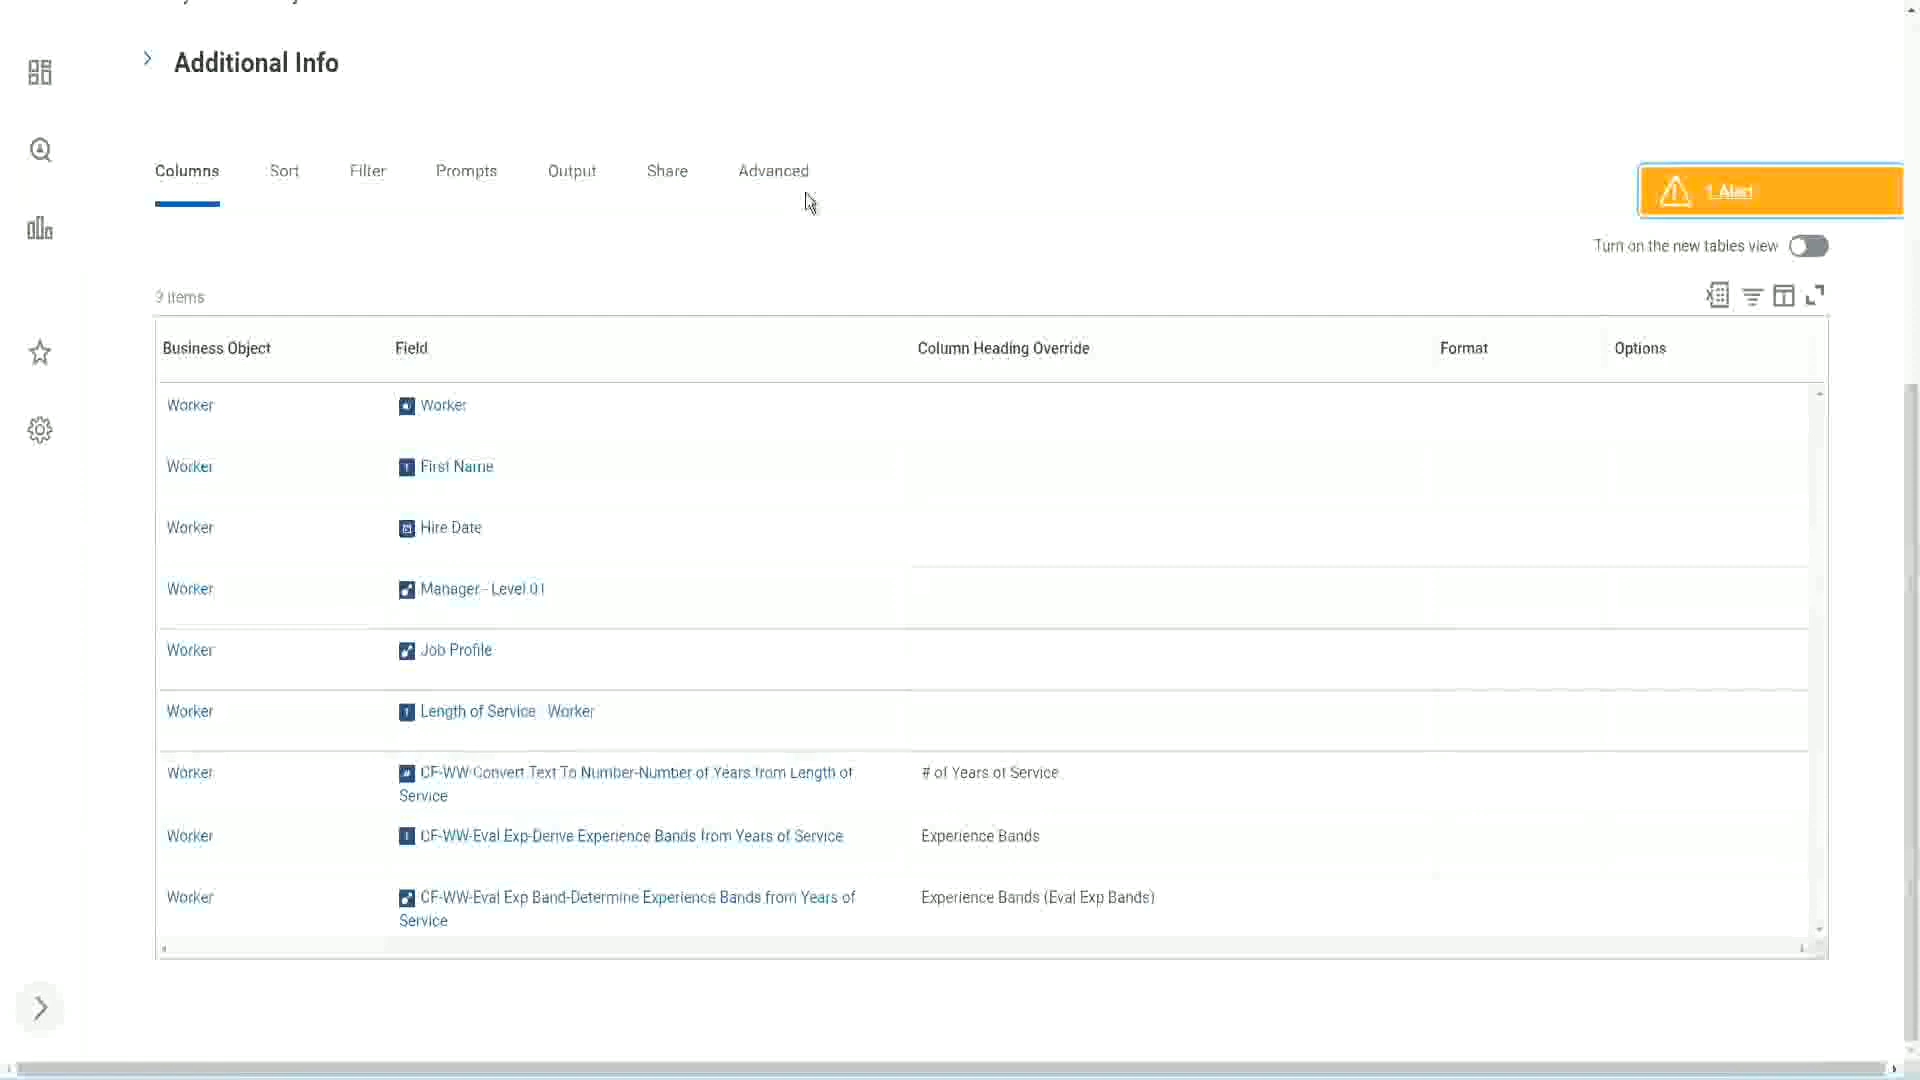 Additional Info
Columns Sort Filter Prompts Output Share Advanced
1 Alert
Turn on the new tables view
9 items
Business Object Field Column Heading Override Format Options
Worker Worker
Worker First Name
Worker Hire Date
Worker Manager - Level 01
Worker Job Profile
Worker Length of Service - Worker
Worker CF-WW-Convert Text To Number-Number of Years from Length of # of Years of Service
Service
Worker CF-WW-Eval Exp-Derive Experience Bands from Years of Service Experience Bands
Worker CF-WW-Eval Exp Band-Determine Experience Bands from Years of Experience Bands (Eval Exp Bands)
Service